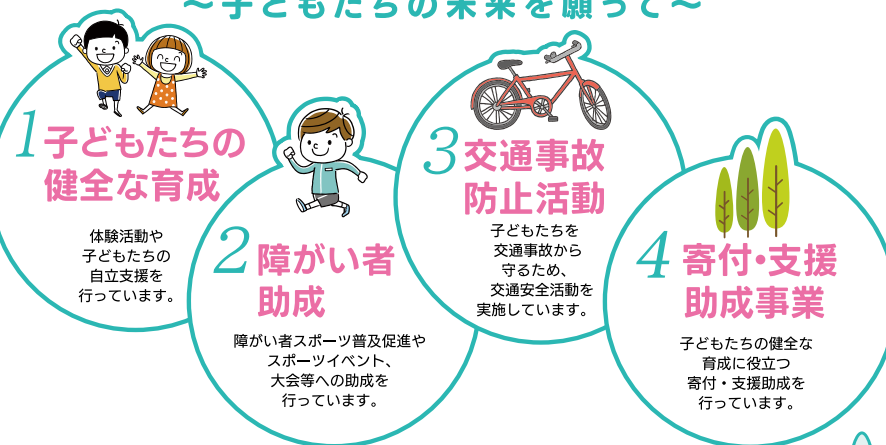 ～子どもたちの未来を願って～
1 子どもたちの
健全な育成
体験活動や
子どもたちの
自立支援を
行っています。
2 障がい者
助成
障がい者スポーツ普及促進や
スポーツイベント、
大会等への助成を
行っています。
3 交通事故
防止活動
子どもたちを
交通事故から
守るため、
交通安全活動を
実施しています。
4 寄付・支援
助成事業
子どもたちの健全な
育成に役立つ
寄付・支援助成を
行っています。